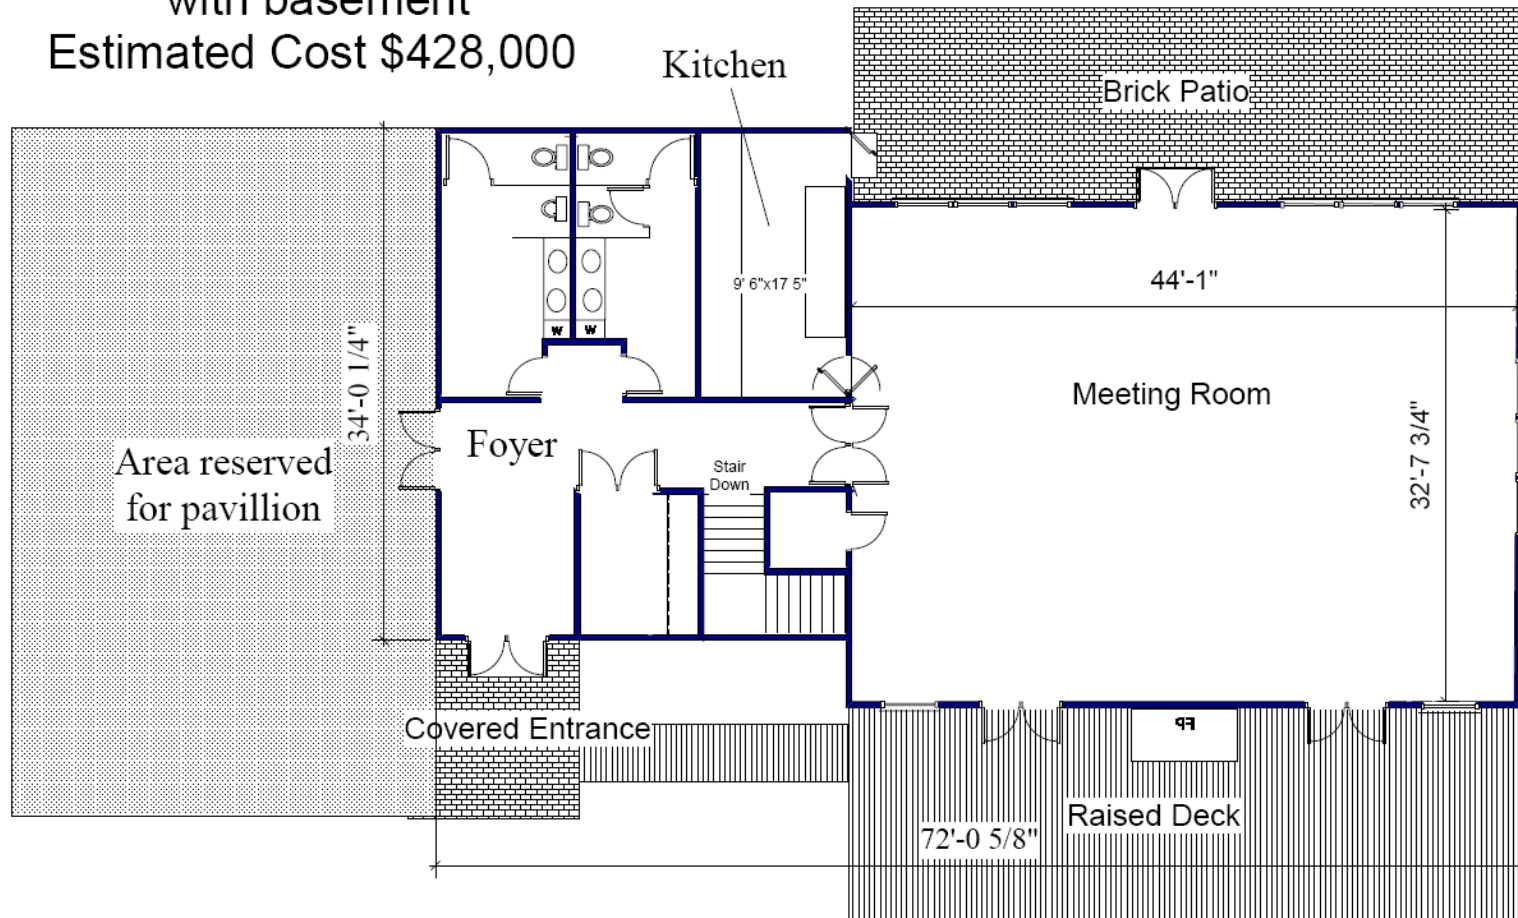 with basement
Estimated Cost $428,000
Kitchen
Brick Patio
9' 6"x17 5"
44'-1"
W W
34'-0 1/4"
Meeting Room
32'-7 3/4"
Foyer
Area reserved
for pavillion
Stair
Down
Covered Entrance
FP
Raised Deck
72'-0 5/8"